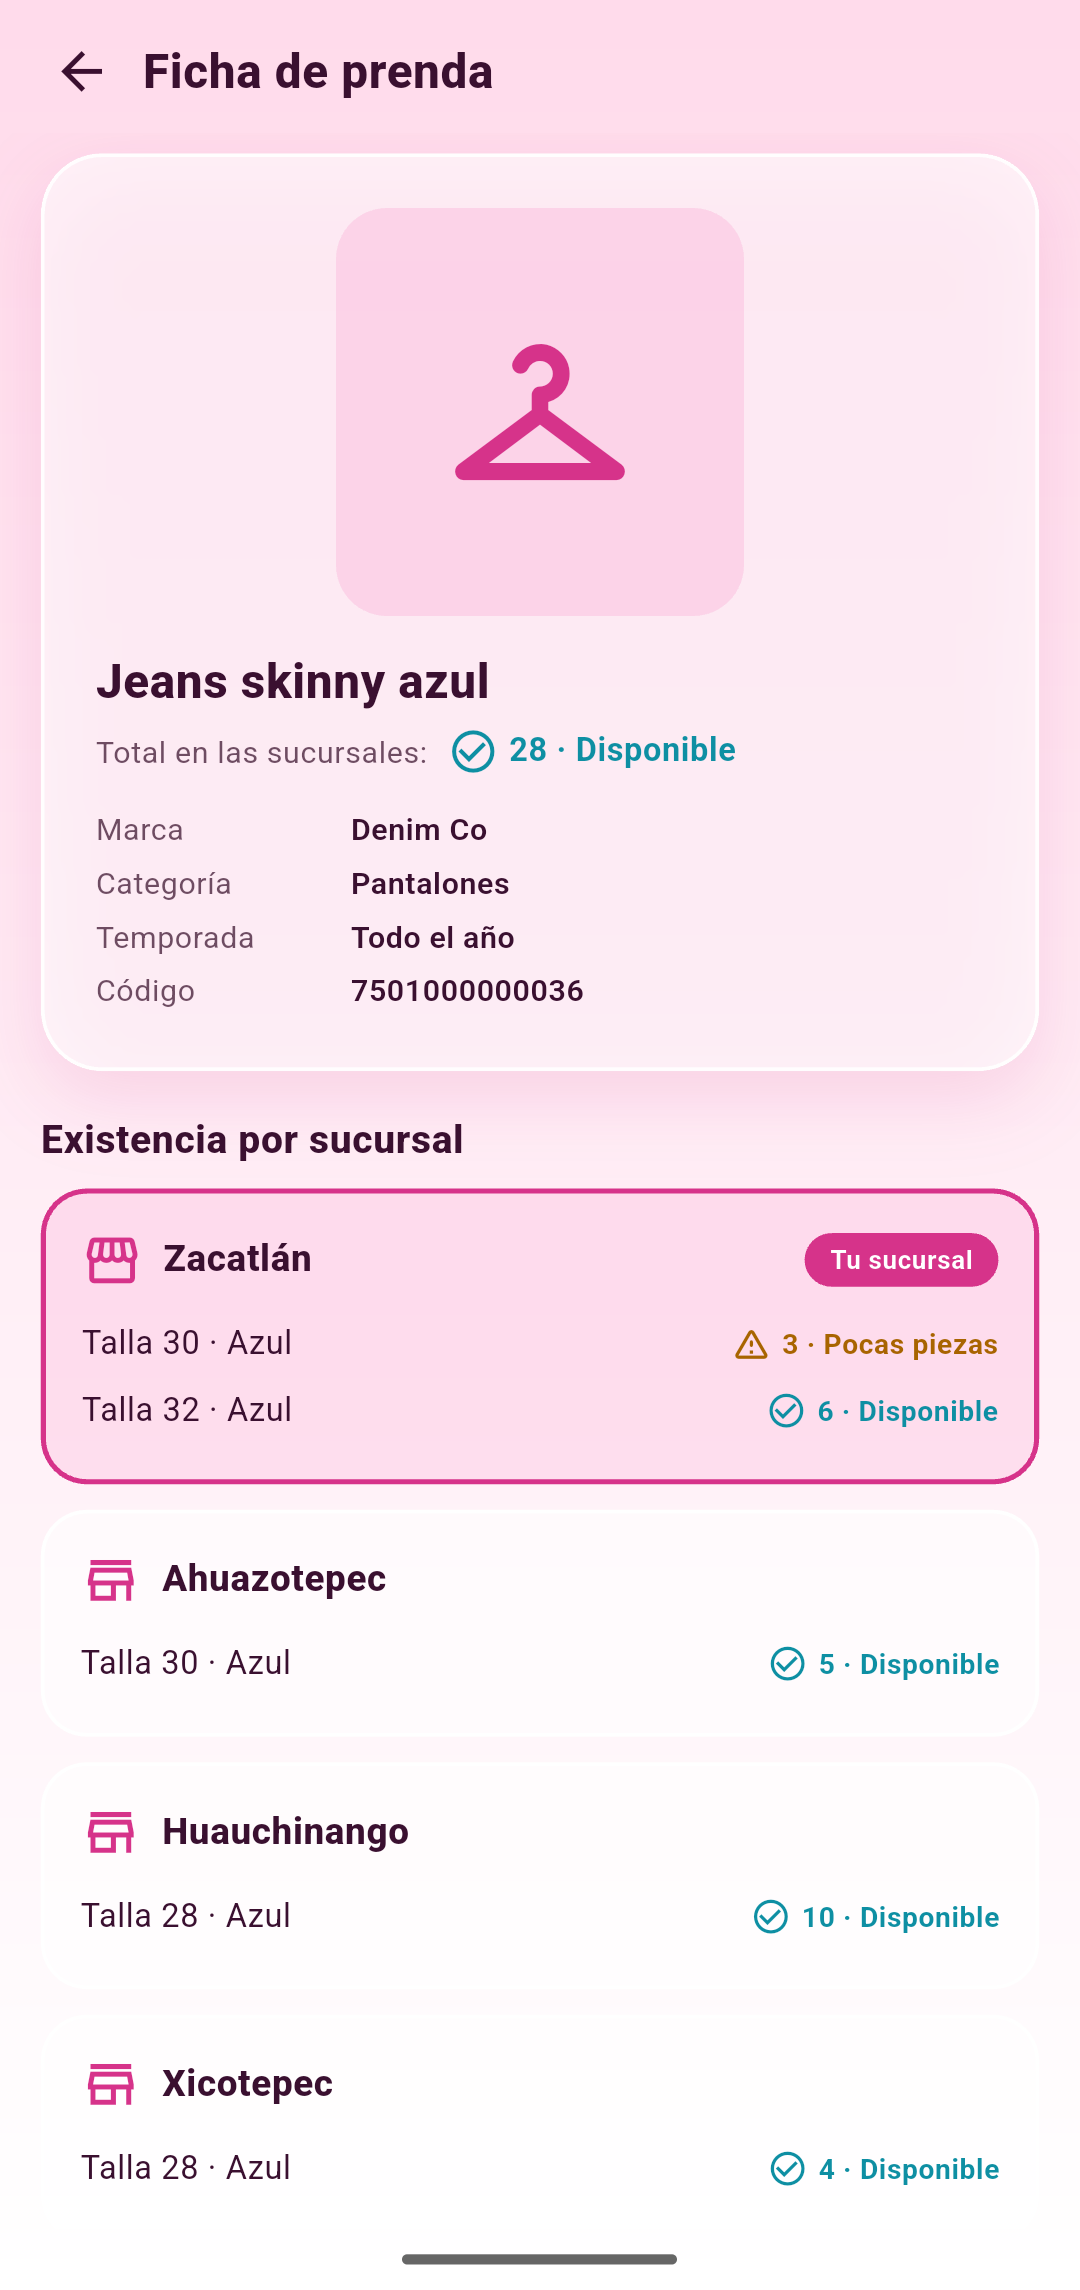 Ficha de prenda
Jeans skinny azul
Total en las sucursales: 28 · Disponible
Marca Denim Co
Categoría Pantalones
Temporada Todo el año
Código 7501000000036
Existencia por sucursal
Zacatlán Tu sucursal
Talla 30 · Azul 3 · Pocas piezas
Talla 32 · Azul 6 · Disponible
Ahuazotepec
Talla 30 · Azul 5 · Disponible
Huauchinango
Talla 28 · Azul 10 · Disponible
Xicotepec
Talla 28 · Azul 4 · Disponible